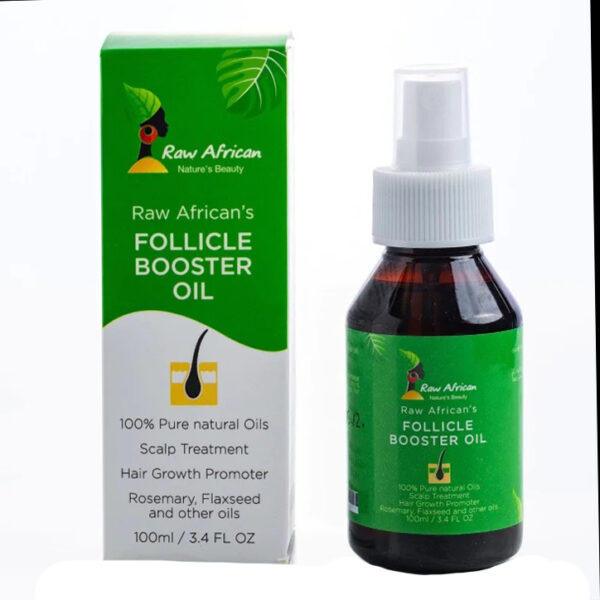 Raw African
Nature's Beauty
Raw African's
FOLLICLE
BOOSTER
OIL
100% Pure natural Oils
Scalp Treatment
Hair Growth Promoter
Rosemary, Flaxseed
and other oils
100ml / 3.4 FL OZ
Raw African
Nature's Beauty
Raw African's
FOLLICLE
BOOSTER OIL
100% Pure natural Oils
Scalp Treatment
Hair Growth Promoter
Rosemary, Flaxseed and other oils
100ml / 3.4 FL OZ